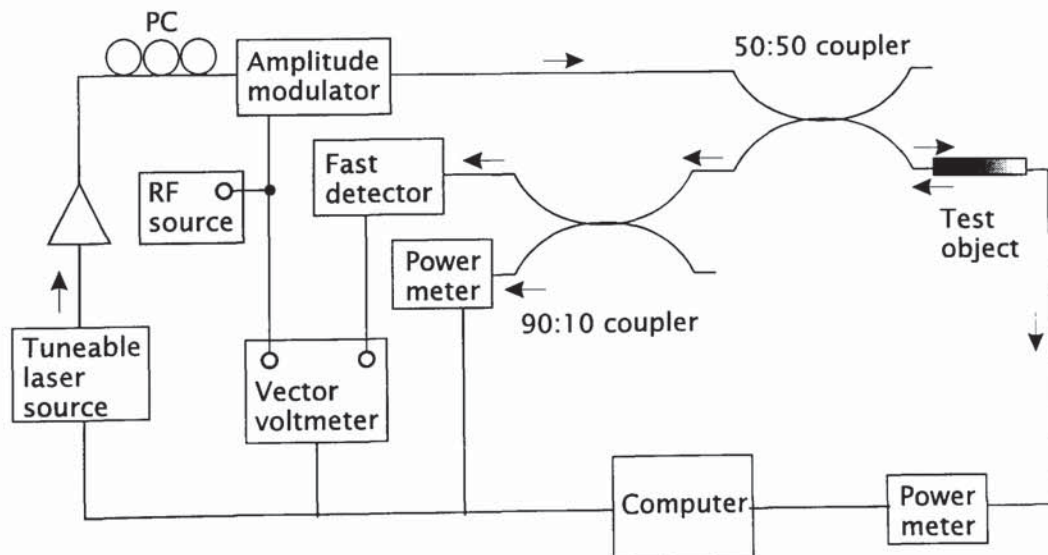 PC
Amplitude
modulator
50:50 coupler
Fast
detector
RF
source
Test
object
Power
meter
90:10 coupler
Tuneable
laser
source
Vector
voltmeter
Computer
Power
meter